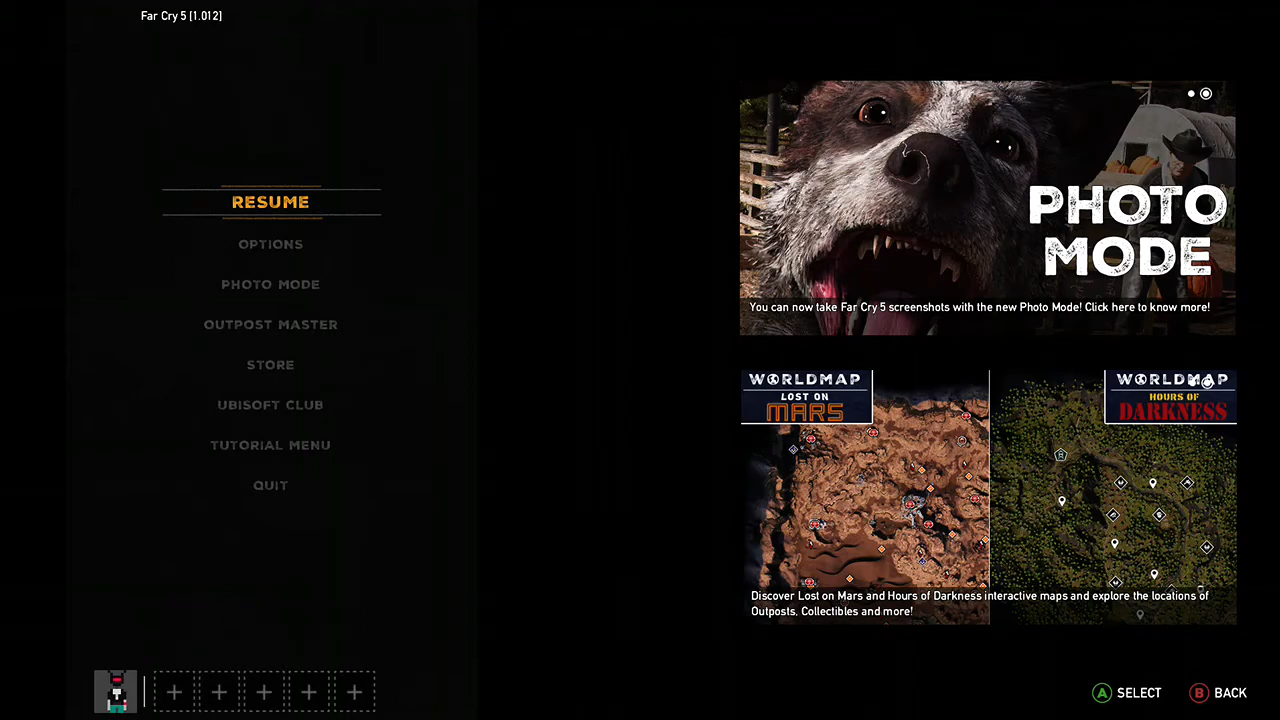 Far Cry 5 [1.012]
RESUME
OPTIONS
PHOTO MODE
OUTPOST MASTER
STORE
UBISOFT CLUB
TUTORIAL MENU
QUIT
PHOTO
MODE
You can now take Far Cry 5 screenshots with the new Photo Mode! Click here to know more!
WORLDMAP
LOST ON
MARS
WORLDMAP
HOURS OF
DARKNESS
Discover Lost on Mars and Hours of Darkness interactive maps and explore the locations of
Outposts, Collectibles and more!
A SELECT
B BACK